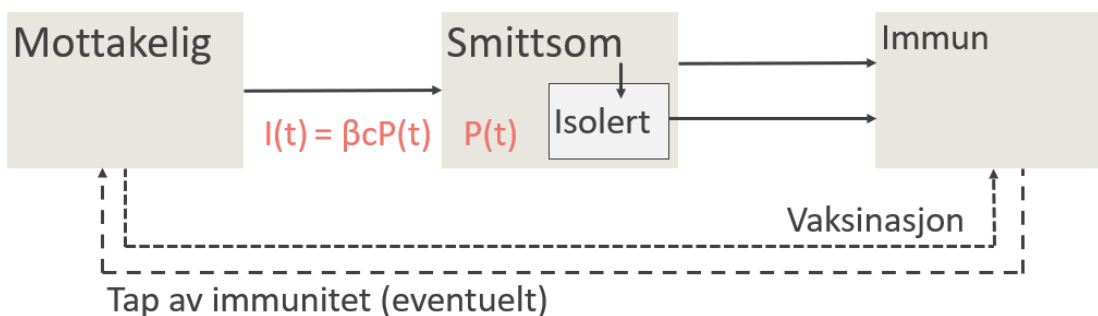 Mottakelig
Smittsom
Immun
Isolert
I(t) = βcP(t)
P(t)
Vaksinasjon
Tap av immunitet (eventuelt)